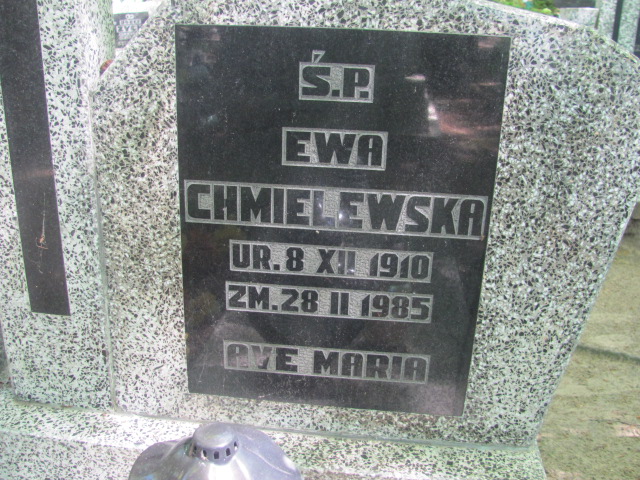 Ś.P.
EWA
CHMIELEWSKA
UR. 8 XII 1910
ZM. 28 II 1985
AVE MARIA